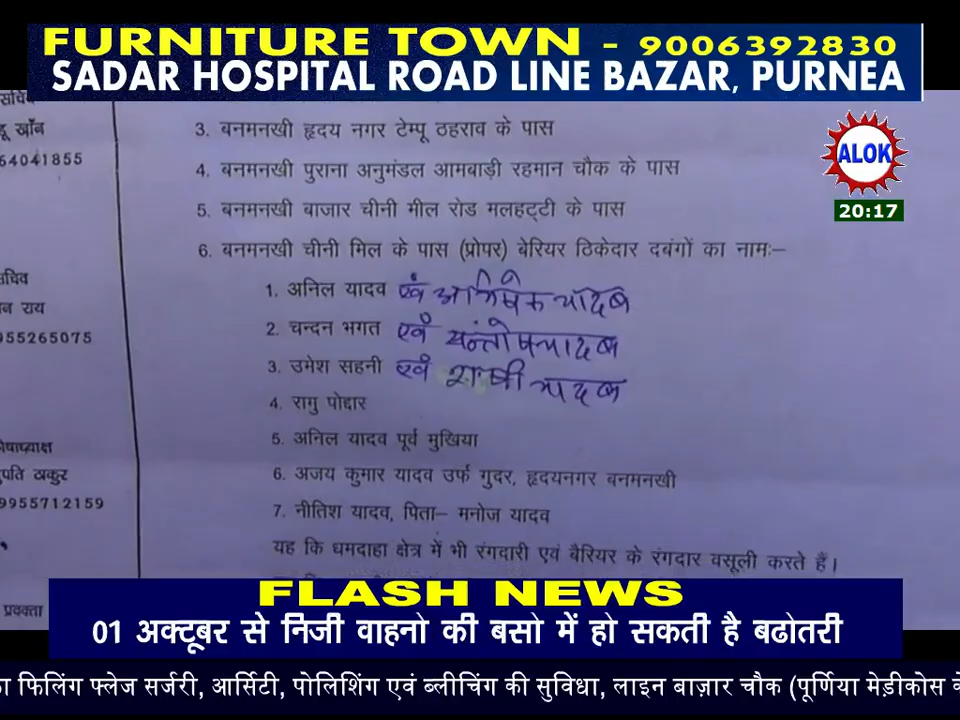 FURNITURE TOWN - 9006392830
SADAR HOSPITAL ROAD LINE BAZAR, PURNEA
ALOK
20:17
64041855
3. बनमनखी हृदय नगर टेम्पू ठहराव के पास
4. बनमनखी पुराना अनुमंडल आमबाड़ी रहमान चौक के पास
5. बनमनखी बाजार चीनी मील रोड मलहट्टी के पास
6. बनमनखी चीनी मिल के पास (प्रोपर) बेरियर ठिकेदार दबंगों का नामः–
सचिव
न राय
955265075
1. अनिल यादव एवं अभिषेक यादव
2. चन्दन भगत एवं संतोष यादव
3. उमेश सहनी एवं यादव
4. रागु पोद्दार
5. अनिल यादव पूर्व मुखिया
6. अजय कुमार यादव उर्फ गुदर, हृदयनगर बनमनखी
7. नीतिश यादव, पिता– मनोज यादव
यह कि धमदाहा क्षेत्र में भी रंगदारी एवं बैरियर के रंगदार वसूली करते हैं।
ठाकुर
9955712159
प्रवक्ता
FLASH NEWS
01 अक्टूबर से निजी वाहनो की बसो में हो सकती है बढोतरी
फिलिंग फ्लेज सर्जरी, आर्सिटी, पोलिशिंग एवं ब्लीचिंग की सुविधा, लाइन बाज़ार चौक (पूर्णिया मेड़ीकोस